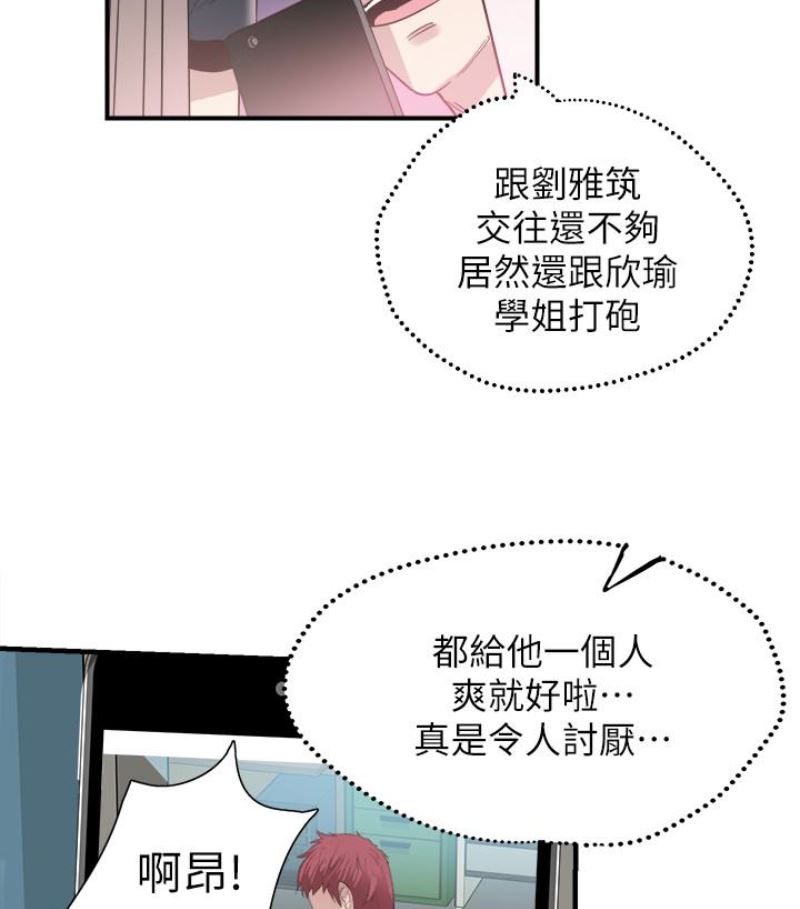 跟劉雅筑
交往還不夠
居然還跟欣瑜
學姐打砲
都給他一個人
爽就好啦⋯
真是令人討厭⋯
啊昂!